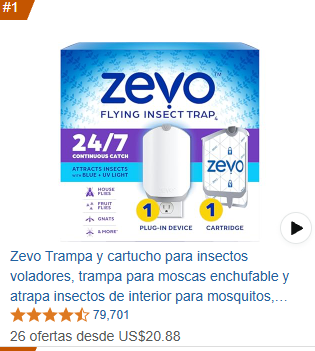 #1
zevo™
FLYING INSECT TRAP
24/7
CONTINUOUS CATCH
ATTRACTS INSECTS
with BLUE + UV LIGHT
HOUSE
FLIES
FRUIT
FLIES
GNATS
& MORE*
1
PLUG-IN DEVICE
zevo
1
CARTRIDGE
Zevo Trampa y cartucho para insectos
voladores, trampa para moscas enchufable y
atrapa insectos de interior para mosquitos,…
79,701
26 ofertas desde US$20.88